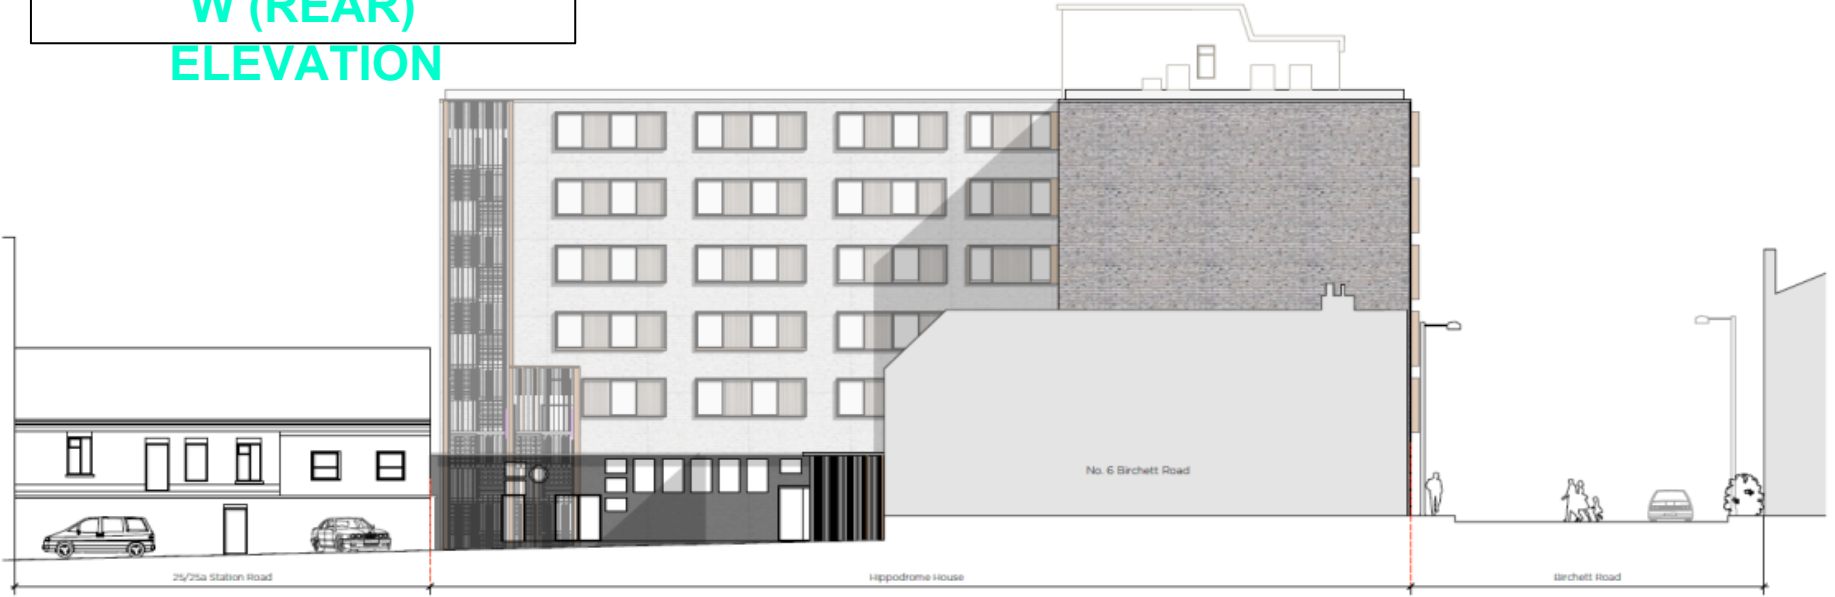 W (REAR)
ELEVATION
No. 6 Birchett Road
25/25a Station Road
Hippodrome House
Birchett Road